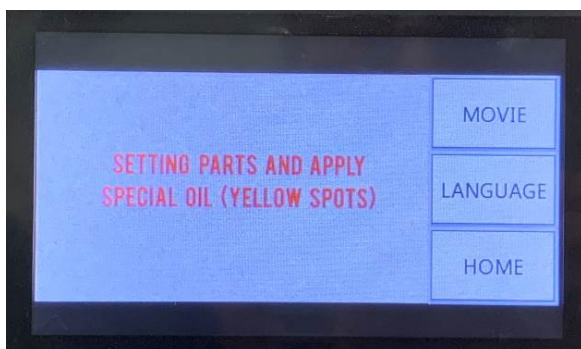 SETTING PARTS AND APPLY
SPECIAL OIL (YELLOW SPOTS)
MOVIE
LANGUAGE
HOME